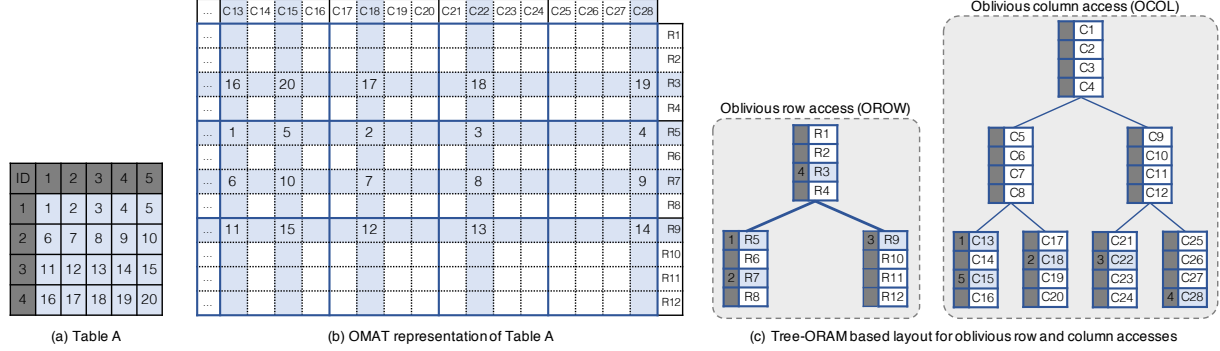 ID 1 2 3 4 5
1 1 2 3 4 5
2 6 7 8 9 10
3 11 12 13 14 15
4 16 17 18 19 20
(a) Table A
... C13 C14 C15 C16 C17 C18 C19 C20 C21 C22 C23 C24 C25 C26 C27 C28
... R1
... R2
... 16 20 17 18 19 R3
... R4
... 1 5 2 3 4 R5
... R6
... 6 10 7 8 9 R7
... R8
... 11 15 12 13 14 R9
... R10
... R11
... R12
(b) OMAT representation of Table A
Oblivious row access (OROW)
R1
R2
4 R3
R4
1 R5
R6
2 R7
R8
3 R9
R10
R11
R12
Oblivious column access (OCOL)
C1
C2
C3
C4
C5
C6
C7
C8
C9
C10
C11
C12
1 C13
C14
5 C15
C16
C17
2 C18
C19
C20
C21
3 C22
C23
C24
C25
C26
C27
4 C28
(c) Tree-ORAM based layout for oblivious row and column accesses